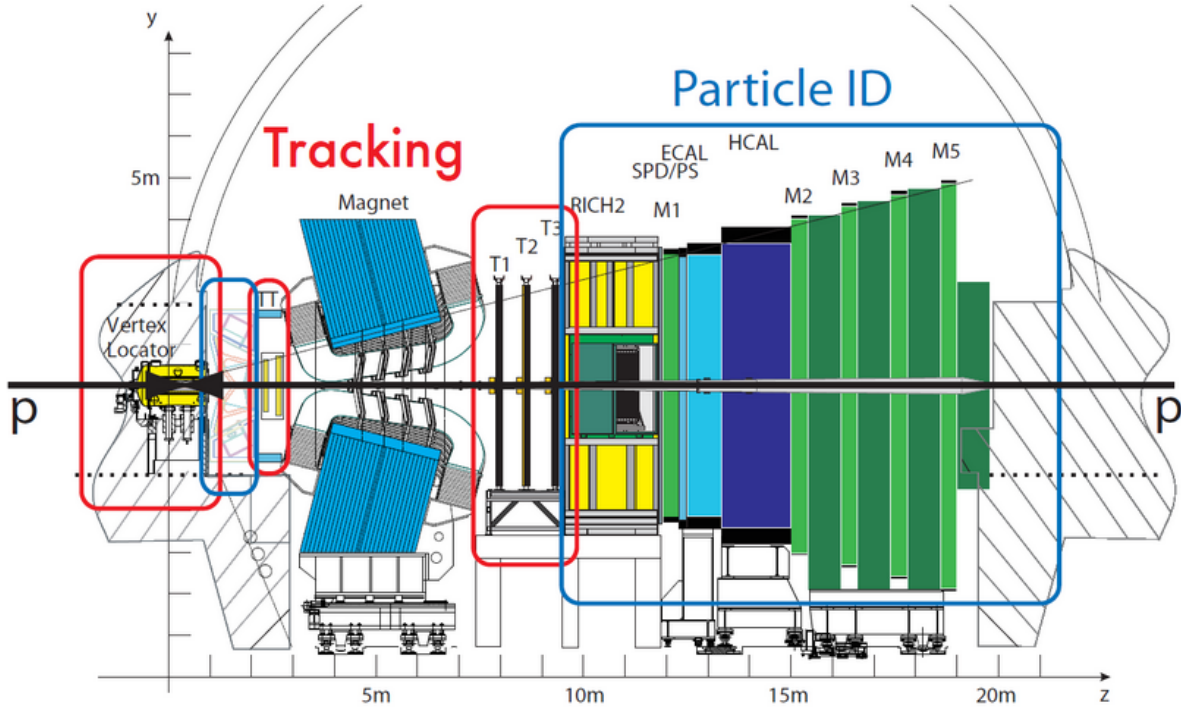 y
Particle ID
Tracking
HCAL
ECAL
SPD/PS
M5
M4
M3
M2
5m
Magnet
RICH2
M1
T3
T2
T1
TT
Vertex
Locator
p
p
5m
10m
15m
20m
z